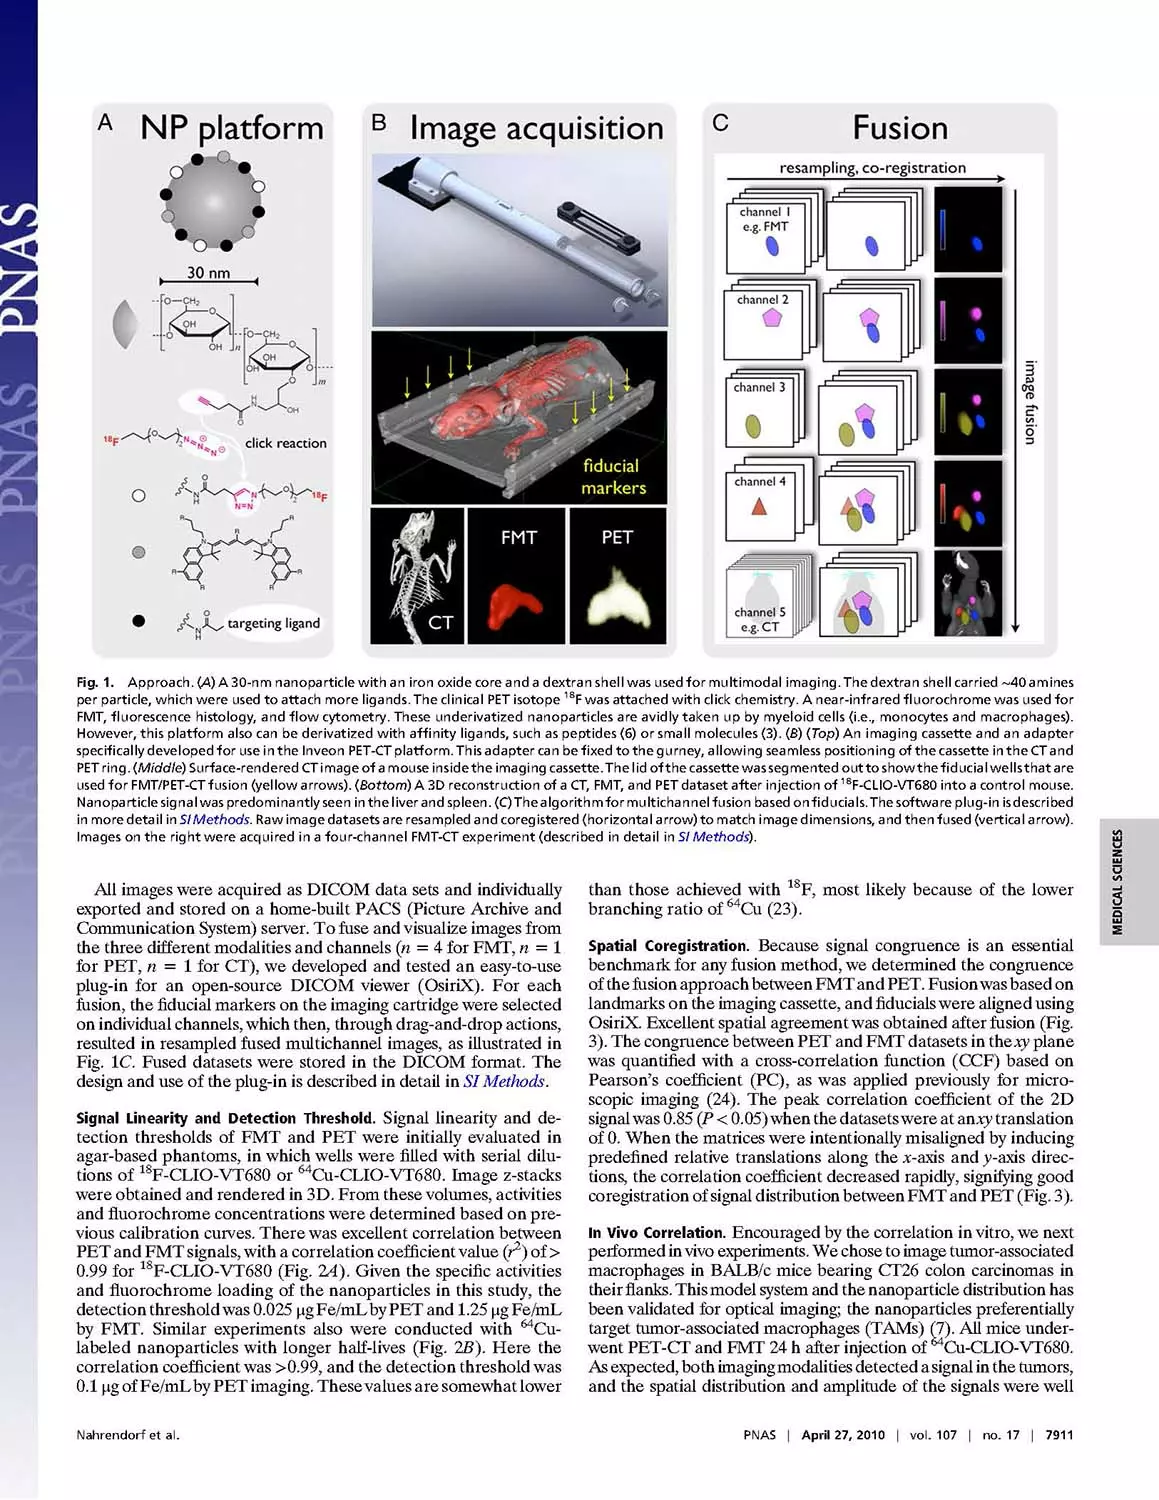 PNAS
PNAS
PNAS
PNAS
PNAS
A NP platform
30 nm
O
CH₂
O
O
OH
OH
OH
n
O
CH₂
O
OH
OH
O
O
m
H
N
O
OH
¹⁸F
O
2
N=N=N
click reaction
O
N
H
N=N
N
O
2
¹⁸F
R
R
R
N
N
R
R
R
R
O
N
H
targeting ligand
B Image acquisition
fiducial
markers
CT
FMT
PET
C Fusion
resampling, co-registration
channel 1
e.g. FMT
channel 2
channel 3
channel 4
channel 5
e.g. CT
image fusion
Fig. 1. Approach. (A) A 30-nm nanoparticle with an iron oxide core and a dextran shell was used for multimodal imaging. The dextran shell carried ~40 amines
per particle, which were used to attach more ligands. The clinical PET isotope ¹⁸F was attached with click chemistry. A near-infrared fluorochrome was used for
FMT, fluorescence histology, and flow cytometry. These underivatized nanoparticles are avidly taken up by myeloid cells (i.e., monocytes and macrophages).
However, this platform also can be derivatized with affinity ligands, such as peptides (6) or small molecules (3). (B) (Top) An imaging cassette and an adapter
specifically developed for use in the Inveon PET-CT platform. This adapter can be fixed to the gurney, allowing seamless positioning of the cassette in the CT and
PET ring. (Middle) Surface-rendered CT image of a mouse inside the imaging cassette. The lid of the cassette was segmented out to show the fiducial wells that are
used for FMT/PET-CT fusion (yellow arrows). (Bottom) A 3D reconstruction of a CT, FMT, and PET dataset after injection of ¹⁸F-CLIO-VT680 into a control mouse.
Nanoparticle signal was predominantly seen in the liver and spleen. (C) The algorithm for multichannel fusion based on fiducials. The software plug-in is described
in more detail in SI Methods. Raw image datasets are resampled and coregistered (horizontal arrow) to match image dimensions, and then fused (vertical arrow).
Images on the right were acquired in a four-channel FMT-CT experiment (described in detail in SI Methods).
All images were acquired as DICOM data sets and individually
exported and stored on a home-built PACS (Picture Archive and
Communication System) server. To fuse and visualize images from
the three different modalities and channels (n = 4 for FMT, n = 1
for PET, n = 1 for CT), we developed and tested an easy-to-use
plug-in for an open-source DICOM viewer (OsiriX). For each
fusion, the fiducial markers on the imaging cartridge were selected
on individual channels, which then, through drag-and-drop actions,
resulted in resampled fused multichannel images, as illustrated in
Fig. 1C. Fused datasets were stored in the DICOM format. The
design and use of the plug-in is described in detail in SI Methods.
Signal Linearity and Detection Threshold. Signal linearity and de-
tection thresholds of FMT and PET were initially evaluated in
agar-based phantoms, in which wells were filled with serial dilu-
tions of ¹⁸F-CLIO-VT680 or ⁶⁴Cu-CLIO-VT680. Image z-stacks
were obtained and rendered in 3D. From these volumes, activities
and fluorochrome concentrations were determined based on pre-
vious calibration curves. There was excellent correlation between
PET and FMT signals, with a correlation coefficient value (r²) of >
0.99 for ¹⁸F-CLIO-VT680 (Fig. 2A). Given the specific activities
and fluorochrome loading of the nanoparticles in this study, the
detection threshold was 0.025 μg Fe/mL by PET and 1.25 μg Fe/mL
by FMT. Similar experiments also were conducted with ⁶⁴Cu-
labeled nanoparticles with longer half-lives (Fig. 2B). Here the
correlation coefficient was >0.99, and the detection threshold was
0.1 μg of Fe/mL by PET imaging. These values are somewhat lower
than those achieved with ¹⁸F, most likely because of the lower
branching ratio of ⁶⁴Cu (23).
Spatial Coregistration. Because signal congruence is an essential
benchmark for any fusion method, we determined the congruence
of the fusion approach between FMT and PET. Fusion was based on
landmarks on the imaging cassette, and fiducials were aligned using
OsiriX. Excellent spatial agreement was obtained after fusion (Fig.
3). The congruence between PET and FMT datasets in the xy plane
was quantified with a cross-correlation function (CCF) based on
Pearson's coefficient (PC), as was applied previously for micro-
scopic imaging (24). The peak correlation coefficient of the 2D
signal was 0.85 (P < 0.05) when the datasets were at an xy translation
of 0. When the matrices were intentionally misaligned by inducing
predefined relative translations along the x-axis and y-axis direc-
tions, the correlation coefficient decreased rapidly, signifying good
coregistration of signal distribution between FMT and PET (Fig. 3).
In Vivo Correlation. Encouraged by the correlation in vitro, we next
performed in vivo experiments. We chose to image tumor-associated
macrophages in BALB/c mice bearing CT26 colon carcinomas in
their flanks. This model system and the nanoparticle distribution has
been validated for optical imaging; the nanoparticles preferentially
target tumor-associated macrophages (TAMs) (7). All mice under-
went PET-CT and FMT 24 h after injection of ⁶⁴Cu-CLIO-VT680.
As expected, both imaging modalities detected a signal in the tumors,
and the spatial distribution and amplitude of the signals were well
MEDICAL SCIENCES
Nahrendorf et al.
PNAS | April 27, 2010 | vol. 107 | no. 17 | 7911